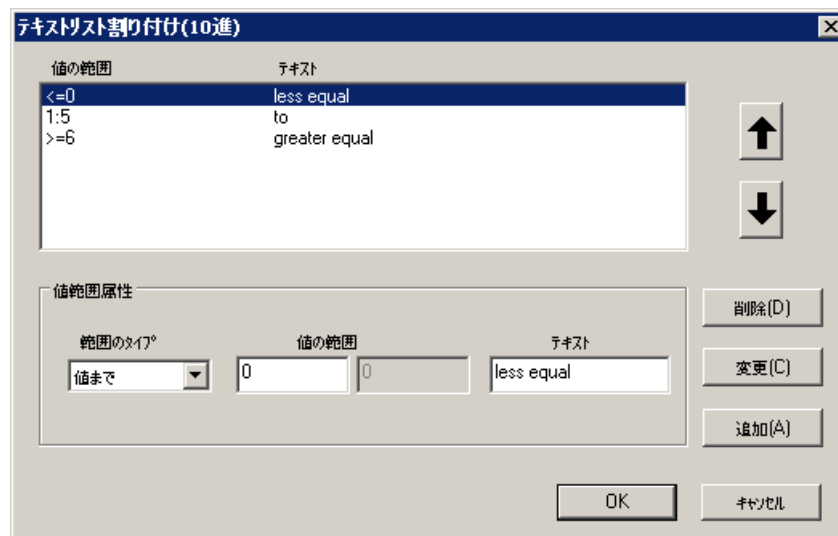 テキストリスト割り付け(10進)
値の範囲 テキスト
<=0 less equal
1:5 to
>=6 greater equal
値範囲属性
範囲のタイプ 値の範囲 テキスト
値まで 0 0 less equal
削除(D)
変更(C)
追加(A)
OK キャンセル